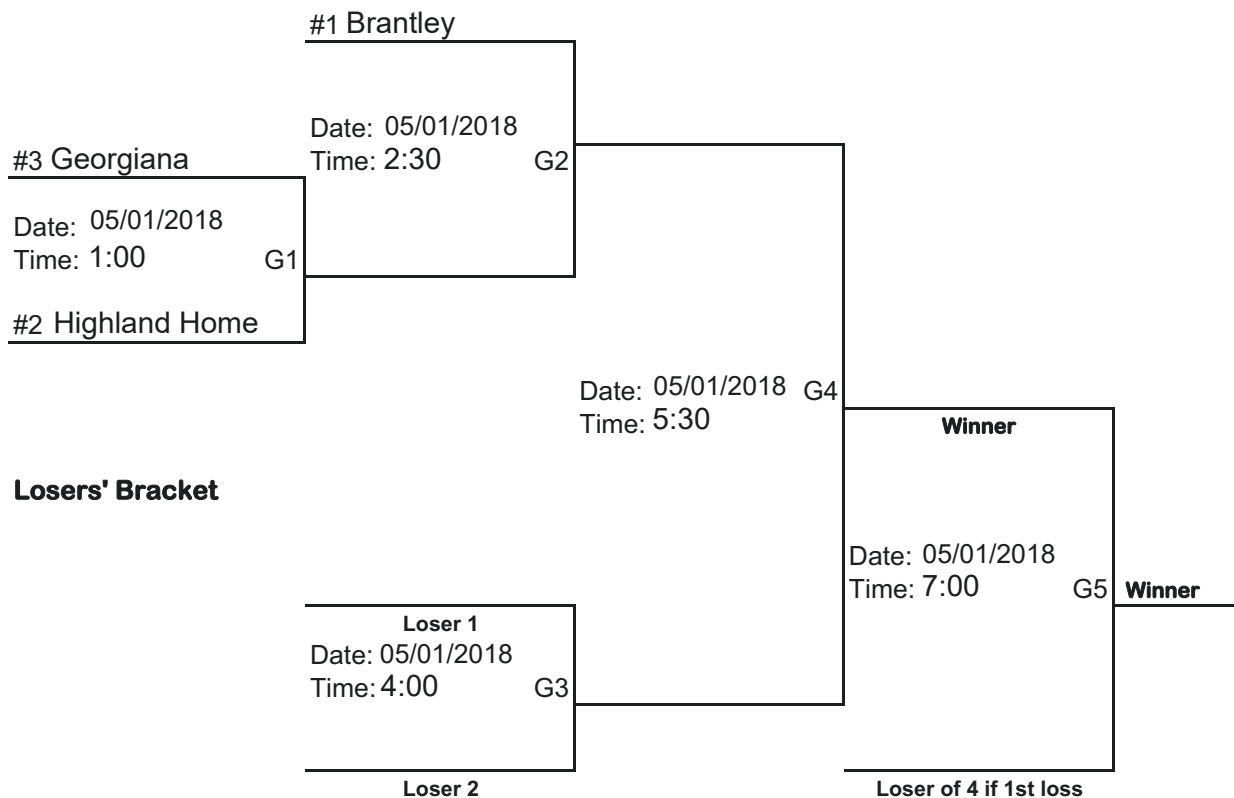 #1 Brantley
Date: 05/01/2018
Time: 2:30 G2
#3 Georgiana
Date: 05/01/2018
Time: 1:00 G1
#2 Highland Home
Date: 05/01/2018 G4
Time: 5:30
Winner
Losers' Bracket
Date: 05/01/2018
Time: 7:00 G5 Winner
Loser 1
Date: 05/01/2018
Time: 4:00 G3
Loser 2
Loser of 4 if 1st loss